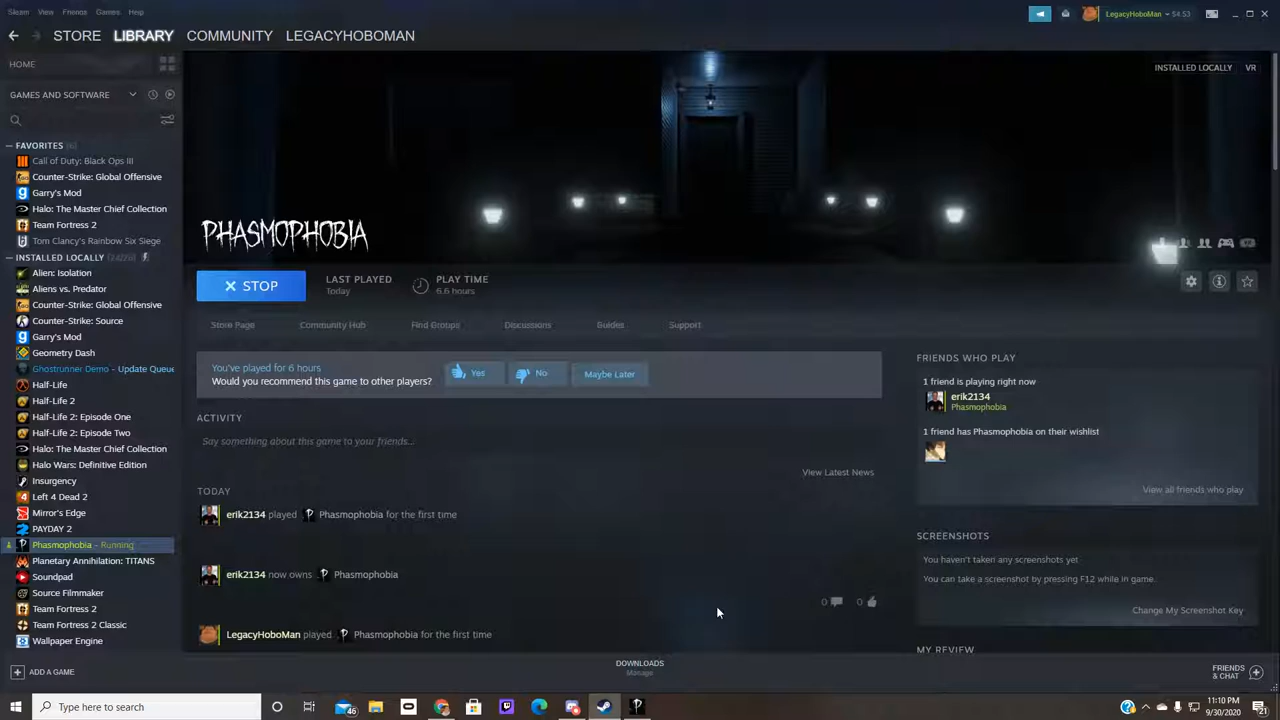 Steam View Friends Games Help
LegacyHoboMan 54.53
STORE LIBRARY COMMUNITY LEGACYHOBOMAN
HOME
INSTALLED LOCALLY VR
GAMES AND SOFTWARE
FAVORITES
Call of Duty: Black Ops III
Counter-Strike: Global Offensive
Garry's Mod
Halo: The Master Chief Collection
Team Fortress 2
Tom Clancy's Rainbow Six Siege
INSTALLED LOCALLY
Alien: Isolation
Aliens vs. Predator
Counter-Strike: Global Offensive
Counter-Strike: Source
Garry's Mod
Geometry Dash
Ghostrunner Demo - Update Queue
Half-Life
Half-Life 2
Half-Life 2: Episode One
Half-Life 2: Episode Two
Halo: The Master Chief Collection
Halo Wars: Definitive Edition
Insurgency
Left 4 Dead 2
Mirror's Edge
PAYDAY 2
Phasmophobia - Running
Planetary Annihilation: TITANS
Soundpad
Source Filmmaker
Team Fortress 2
Team Fortress 2 Classic
Wallpaper Engine
ADD A GAME
PHASMOPHOBIA
STOP
LAST PLAYED
Today
PLAY TIME
6.6 hours
Store Page Community Hub Find Groups Discussions Guides Support
You've played for 6 hours
Would you recommend this game to other players?
Yes No Maybe Later
ACTIVITY
Say something about this game to your friends...
View Latest News
TODAY
erik2134 played Phasmophobia for the first time
erik2134 now owns Phasmophobia
0 0
LegacyHoboMan played Phasmophobia for the first time
FRIENDS WHO PLAY
1 friend is playing right now
erik2134
Phasmophobia
1 friend has Phasmophobia on their wishlist
View all friends who play
SCREENSHOTS
You haven't taken any screenshots yet
You can take a screenshot by pressing F12 while in game.
Change My Screenshot Key
MY REVIEW
DOWNLOADS
Manage
FRIENDS
& CHAT
Type here to search
46
11:10 PM
9/30/2020
21